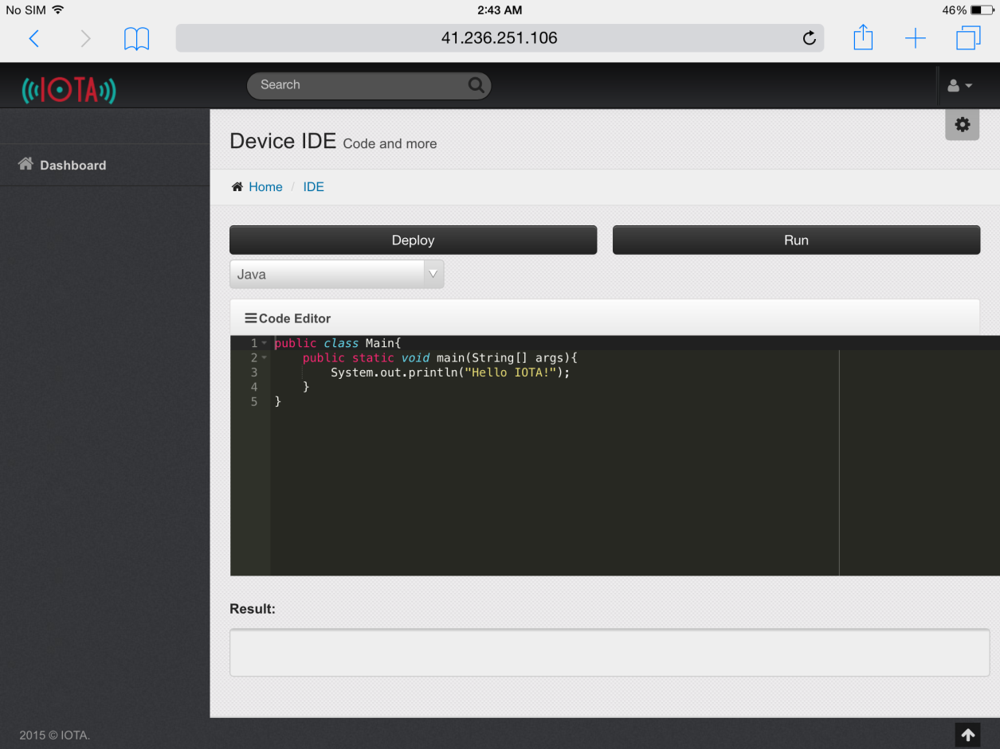 No SIM 2:43 AM 46%
41.236.251.106
IOTA Search
Device IDE Code and more
Dashboard
Home / IDE
Deploy Run
Java
Code Editor
1 public class Main{
2     public static void main(String[] args){
3         System.out.println("Hello IOTA!");
4     }
5 }
Result:
2015 © IOTA.